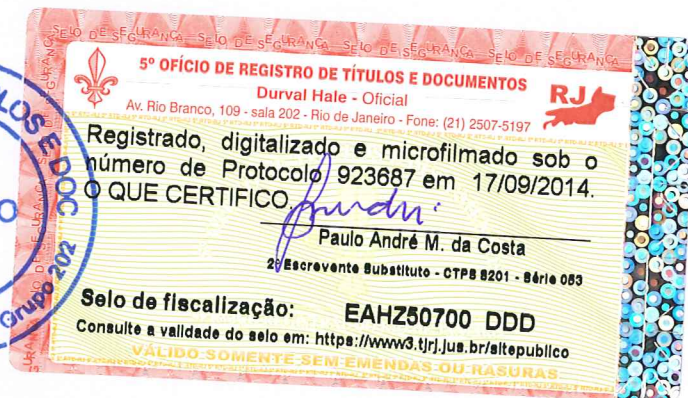 SELO DE SEGURANÇA SELO DE SEGURANÇA SELO DE SEGURANÇA SELO DE SEGURANÇA
5º OFÍCIO DE REGISTRO DE TÍTULOS E DOCUMENTOS
Durval Hale - Oficial
RJ
Av. Rio Branco, 109 - sala 202 - Rio de Janeiro - Fone: (21) 2507-5197
Registrado, digitalizado e microfilmado sob o
número de Protocolo 923687 em 17/09/2014.
O QUE CERTIFICO.
Paulo André M. da Costa
2º Escrevente Substituto - CTPS 8201 - Série 053
Selo de fiscalização: EAHZ50700 DDD
Consulte a validade do selo em: https://www3.tjrj.jus.br/sitepublico
VÁLIDO SOMENTE SEM EMENDAS OU RASURAS
LOS E DOC
Grupo 202